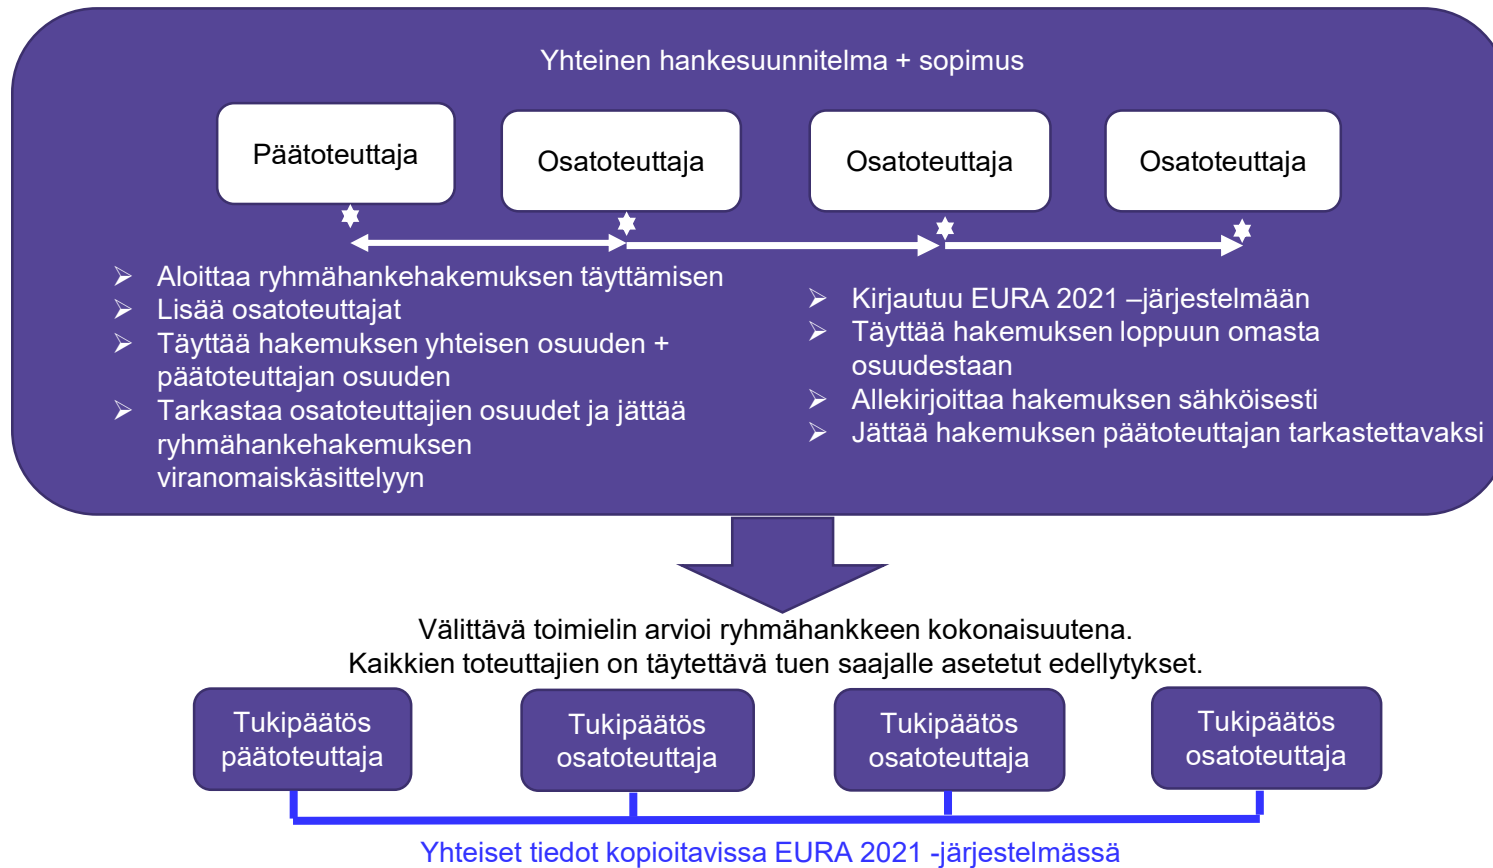 Yhteinen hankesuunnitelma + sopimus
Päätoteuttaja
Osatoteuttaja
Osatoteuttaja
Osatoteuttaja
➢ Aloittaa ryhmähankehakemuksen täyttämisen
➢ Lisää osatoteuttajat
➢ Täyttää hakemuksen yhteisen osuuden +
päätoteuttajan osuuden
➢ Tarkastaa osatoteuttajien osuudet ja jättää
ryhmähankehakemuksen
viranomaiskäsittelyyn
➢ Kirjautuu EURA 2021 –järjestelmään
➢ Täyttää hakemuksen loppuun omasta
osuudestaan
➢ Allekirjoittaa hakemuksen sähköisesti
➢ Jättää hakemuksen päätoteuttajan tarkastettavaksi
Välittävä toimielin arvioi ryhmähankkeen kokonaisuutena.
Kaikkien toteuttajien on täytettävä tuen saajalle asetetut edellytykset.
Tukipäätös
päätoteuttaja
Tukipäätös
osatoteuttaja
Tukipäätös
osatoteuttaja
Tukipäätös
osatoteuttaja
Yhteiset tiedot kopioitavissa EURA 2021 -järjestelmässä